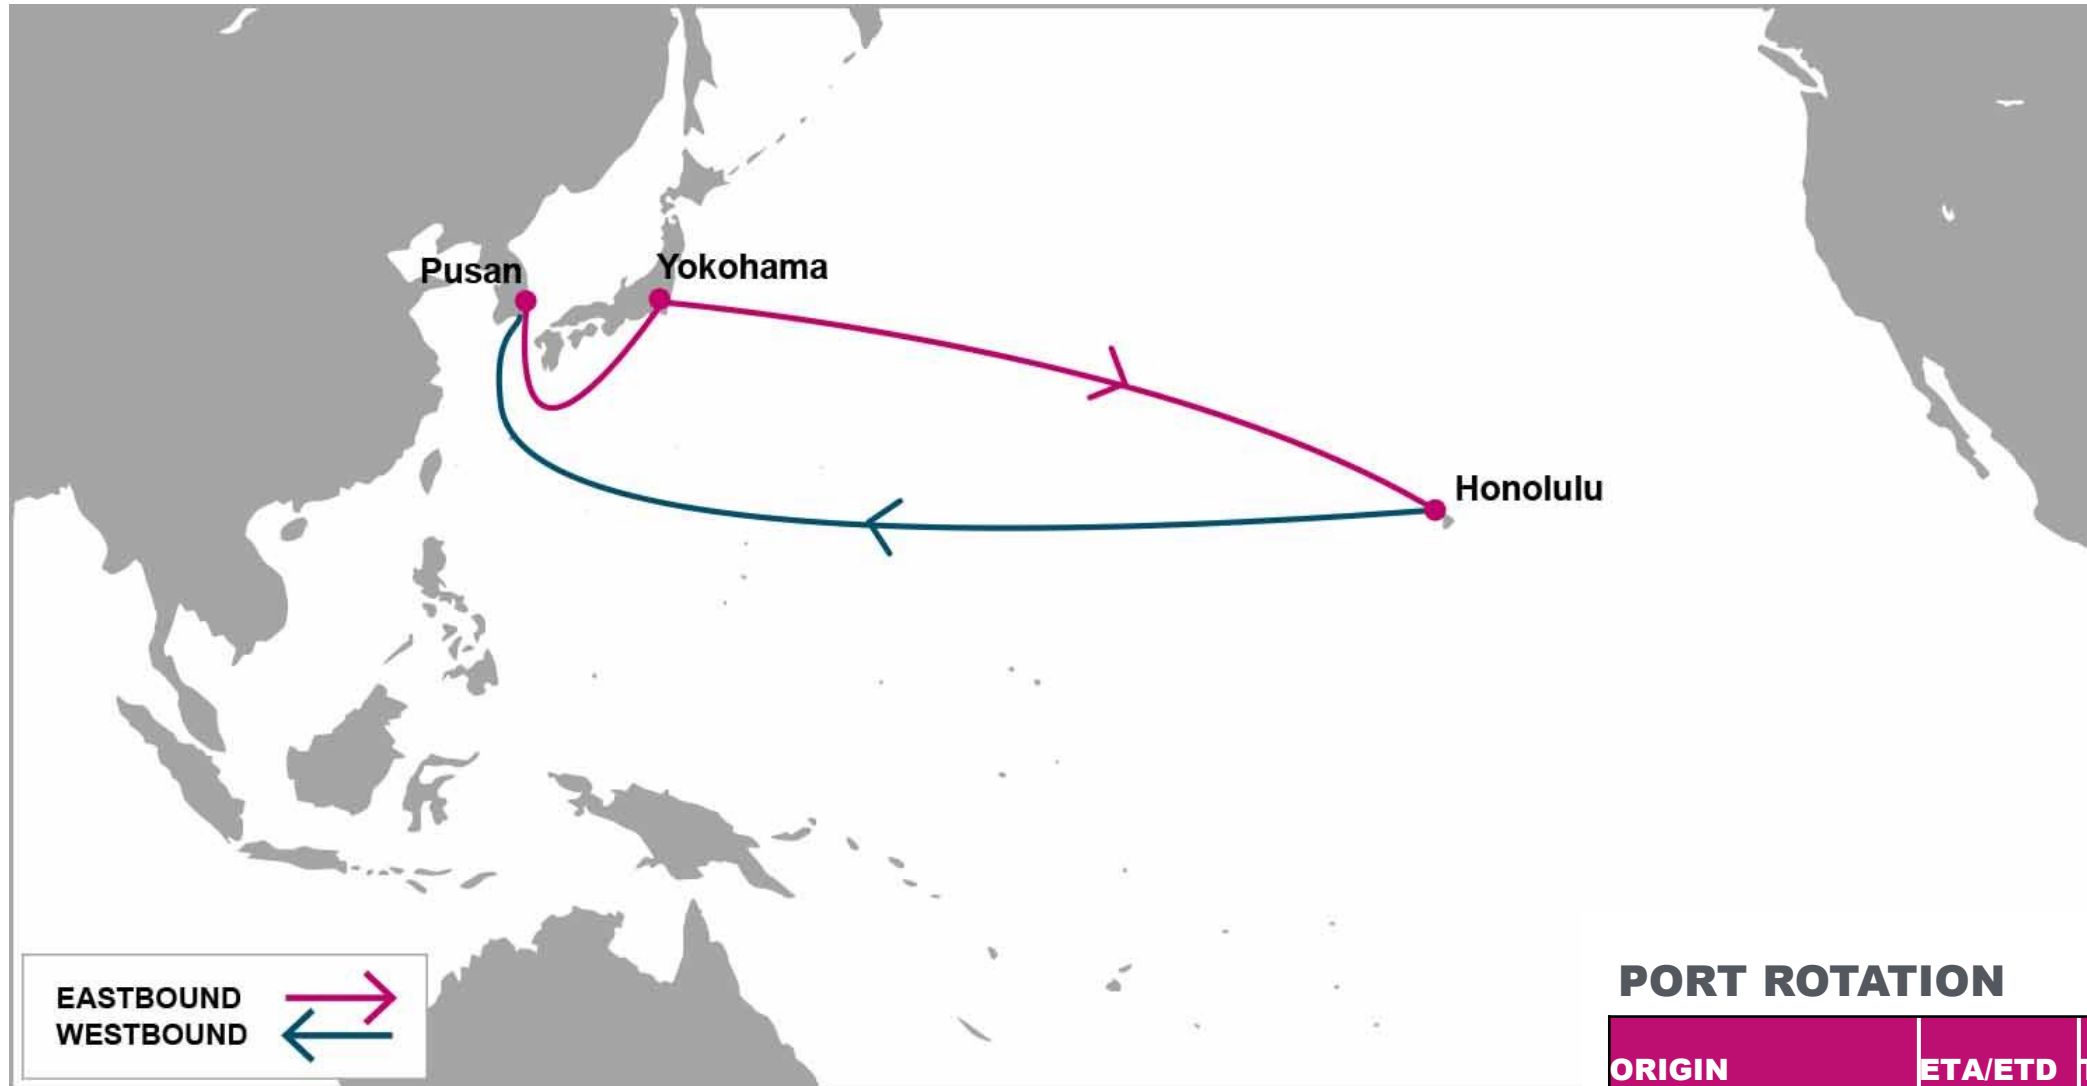 Pusan
Yokohama
Honolulu
EASTBOUND
WESTBOUND
PORT ROTATION
ORIGIN ETA/ETD